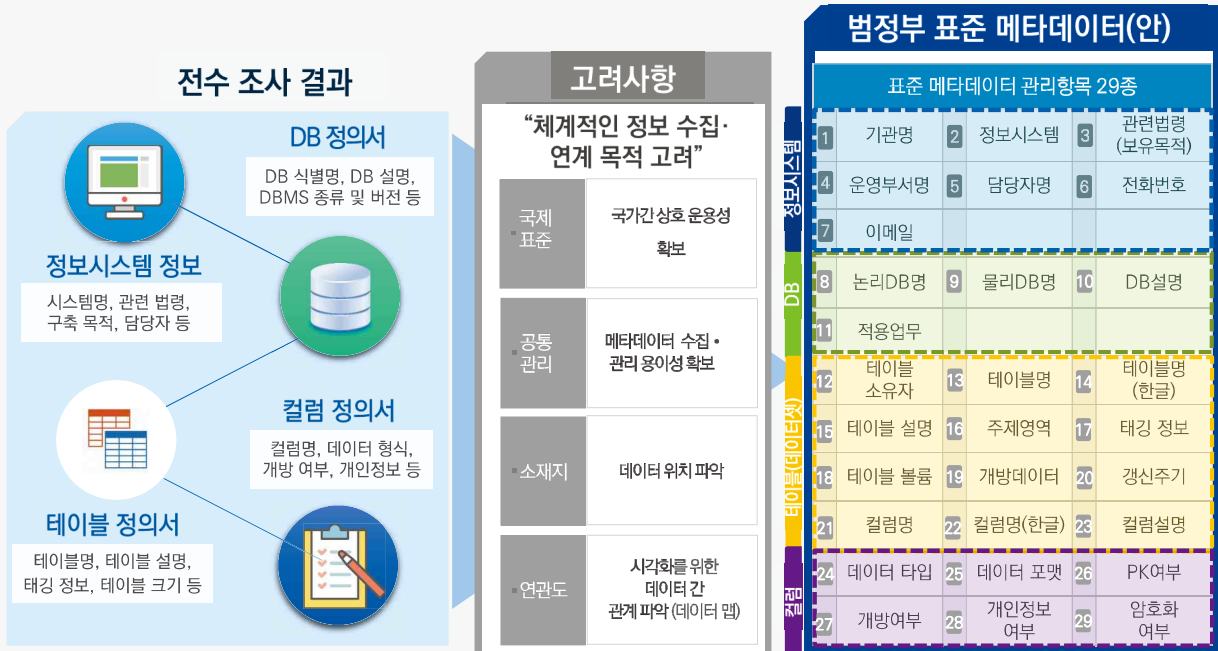 전수 조사 결과
DB 정의서
DB 식별명, DB 설명,
DBMS 종류 및 버전 등
정보시스템 정보
시스템명, 관련 법령,
구축 목적, 담당자 등
컬럼 정의서
컬럼명, 데이터 형식,
개방 여부, 개인정보 등
테이블 정의서
테이블명, 테이블 설명,
태깅 정보, 테이블 크기 등
고려사항
“체계적인 정보 수집·
연계 목적 고려”
국제
표준
국가간 상호 운용성
확보
공통
관리
메타데이터 수집•
관리 용이성 확보
소재지
데이터 위치 파악
연관도
시각화를 위한
데이터 간
관계 파악 (데이터 맵)
범정부 표준 메타데이터(안)
표준 메타데이터 관리항목 29종
정보시스템
1 기관명 2 정보시스템 3 관련법령
(보유목적)
4 운영부서명 5 담당자명 6 전화번호
7 이메일
DB
8 논리DB명 9 물리DB명 10 DB설명
11 적용업무
테이블(데이터셋)
12 테이블
소유자 13 테이블명 14 테이블명
(한글)
15 테이블 설명 16 주제영역 17 태깅 정보
18 테이블 볼륨 19 개방데이터 20 갱신주기
21 컬럼명 22 컬럼명(한글) 23 컬럼설명
컬럼
24 데이터 타입 25 데이터 포맷 26 PK여부
27 개방여부 28 개인정보
여부 29 암호화
여부